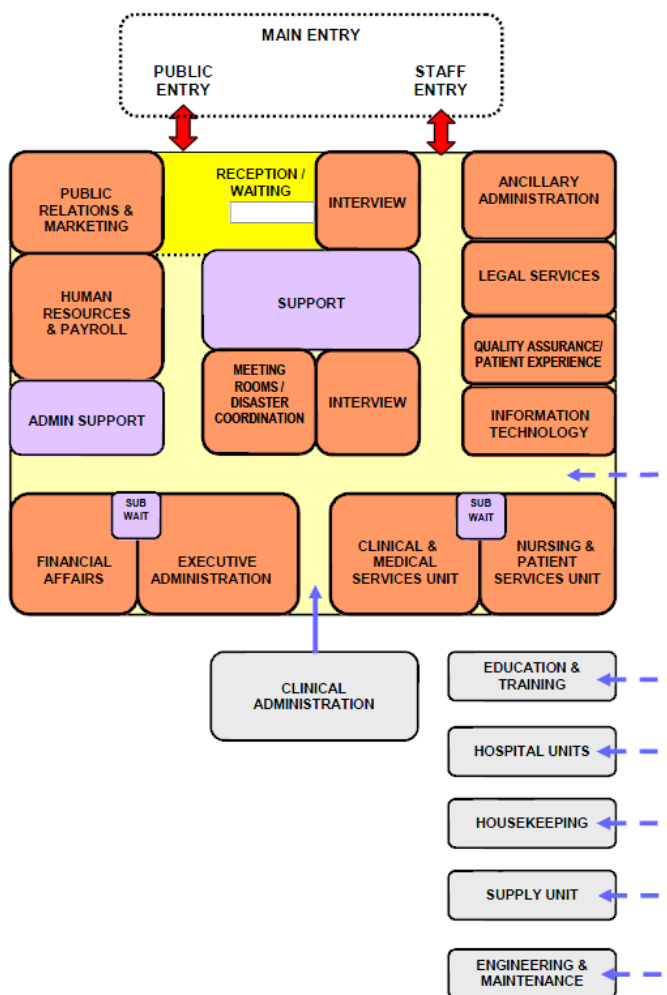 MAIN ENTRY
PUBLIC
ENTRY
STAFF
ENTRY
PUBLIC
RELATIONS &
MARKETING
RECEPTION /
WAITING
INTERVIEW
ANCILLARY
ADMINISTRATION
HUMAN
RESOURCES
& PAYROLL
SUPPORT
LEGAL SERVICES
QUALITY ASSURANCE/
PATIENT EXPERIENCE
ADMIN SUPPORT
MEETING
ROOMS /
DISASTER
COORDINATION
INTERVIEW
INFORMATION
TECHNOLOGY
SUB
WAIT
FINANCIAL
AFFAIRS
EXECUTIVE
ADMINISTRATION
SUB
WAIT
CLINICAL &
MEDICAL
SERVICES UNIT
NURSING &
PATIENT
SERVICES UNIT
CLINICAL
ADMINISTRATION
EDUCATION &
TRAINING
HOSPITAL UNITS
HOUSEKEEPING
SUPPLY UNIT
ENGINEERING &
MAINTENANCE